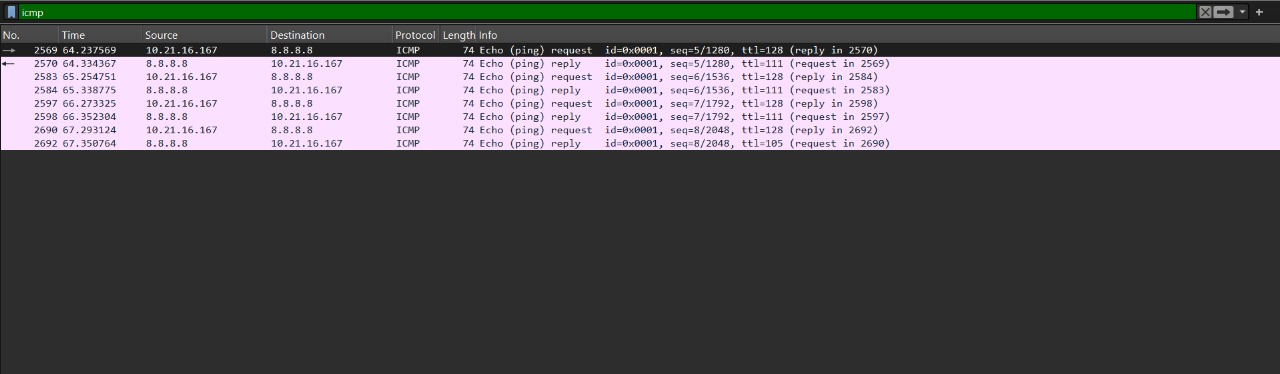 icmp
No. Time Source Destination Protocol Length Info
2569 64.237569 10.21.16.167 8.8.8.8 ICMP 74 Echo (ping) request id=0x0001, seq=5/1280, ttl=128 (reply in 2570)
2570 64.334367 8.8.8.8 10.21.16.167 ICMP 74 Echo (ping) reply id=0x0001, seq=5/1280, ttl=111 (request in 2569)
2583 65.254751 10.21.16.167 8.8.8.8 ICMP 74 Echo (ping) request id=0x0001, seq=6/1536, ttl=128 (reply in 2584)
2584 65.338775 8.8.8.8 10.21.16.167 ICMP 74 Echo (ping) reply id=0x0001, seq=6/1536, ttl=111 (request in 2583)
2597 66.273325 10.21.16.167 8.8.8.8 ICMP 74 Echo (ping) request id=0x0001, seq=7/1792, ttl=128 (reply in 2598)
2598 66.352304 8.8.8.8 10.21.16.167 ICMP 74 Echo (ping) reply id=0x0001, seq=7/1792, ttl=111 (request in 2597)
2690 67.293124 10.21.16.167 8.8.8.8 ICMP 74 Echo (ping) request id=0x0001, seq=8/2048, ttl=128 (reply in 2692)
2692 67.350764 8.8.8.8 10.21.16.167 ICMP 74 Echo (ping) reply id=0x0001, seq=8/2048, ttl=105 (request in 2690)